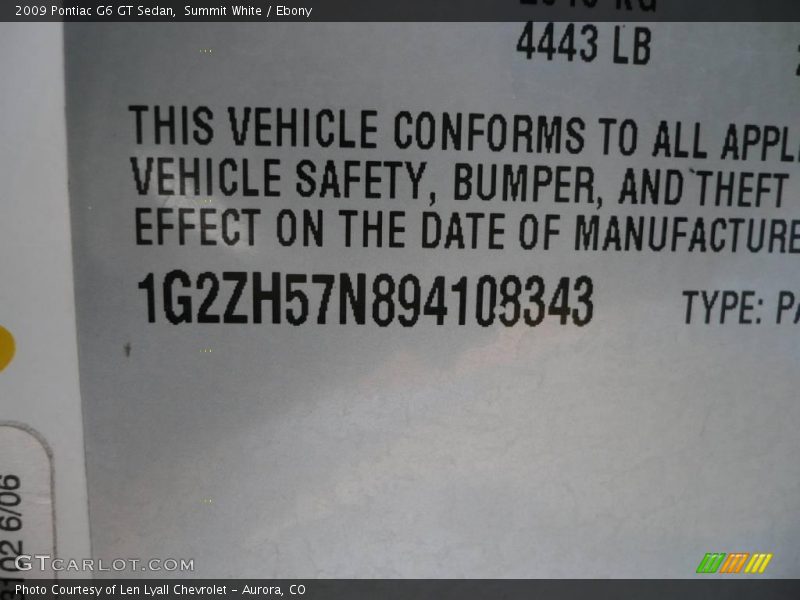 2009 Pontiac G6 GT Sedan,  Summit White / Ebony
4443 LB
THIS VEHICLE CONFORMS TO ALL APPL
VEHICLE SAFETY, BUMPER, AND THEFT
EFFECT ON THE DATE OF MANUFACTURE
1G2ZH57N894108343
TYPE: PA
6/06
GTCARLOT.COM
Photo Courtesy of Len Lyall Chevrolet - Aurora, CO